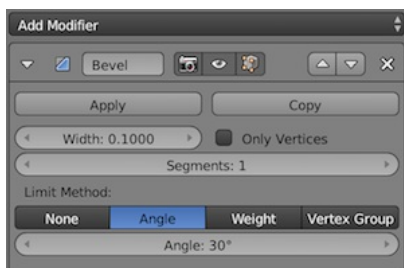 Add Modifier
Bevel
Apply Copy
Width: 0.1000 Only Vertices
Segments: 1
Limit Method:
None Angle Weight Vertex Group
Angle: 30°